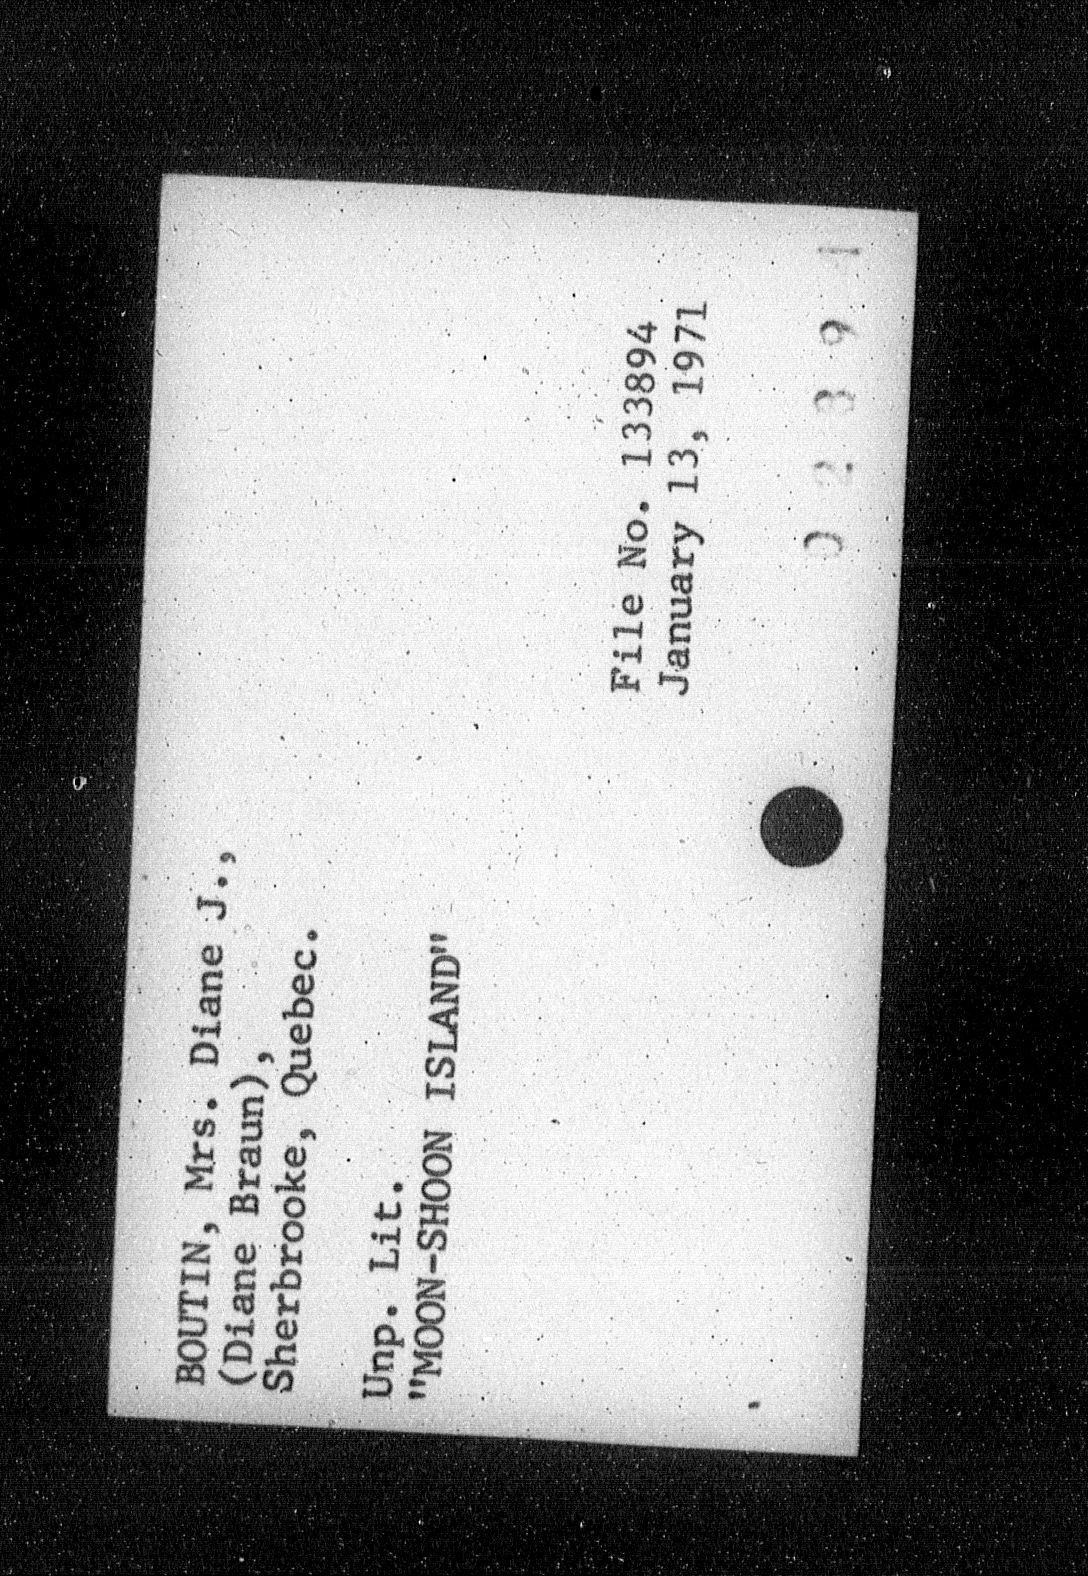 BOUTIN, Mrs. Diane J.,
(Diane Braun),
Sherbrooke, Quebec.
Unp. Lit.
"MOON-SHOON ISLAND"
File No. 133894
January 13, 1971